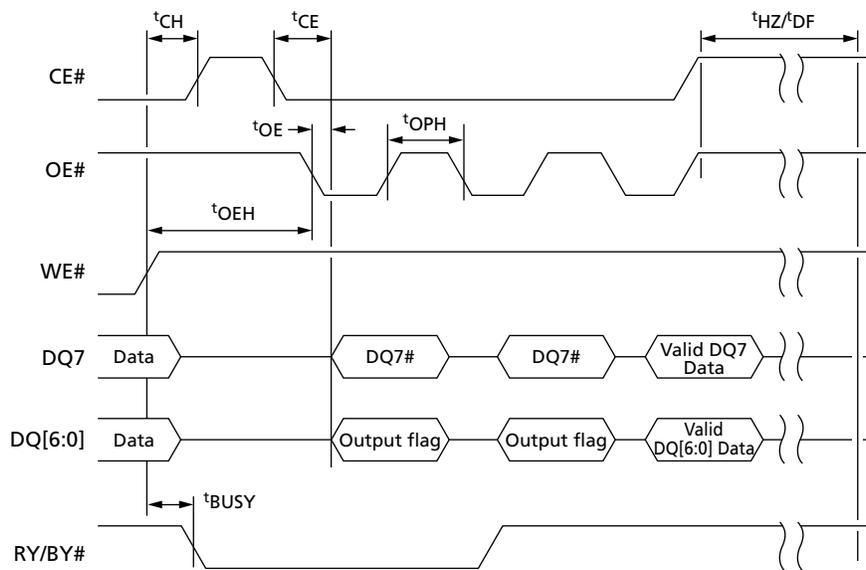 tCH
tCE
tHZ/tDF
CE#
tOE
tOPH
OE#
tOEH
WE#
DQ7
Data
DQ7#
DQ7#
Valid DQ7
Data
DQ[6:0]
Data
Output flag
Output flag
Valid
DQ[6:0] Data
tBUSY
RY/BY#